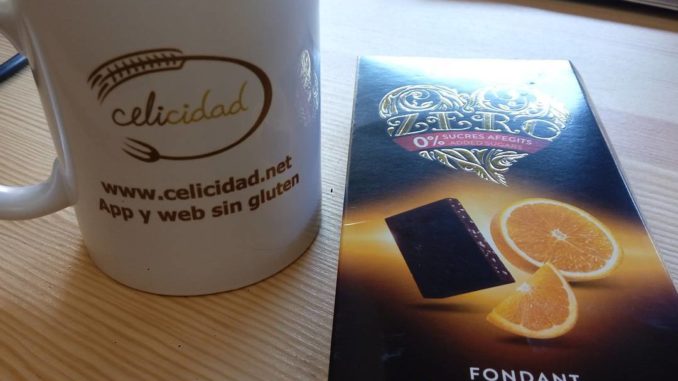 celicidad
www.celicidad.net
App y web sin gluten
ZERO
0% SUCRES AFEGITS
ADDED SUGARS
FONDANT